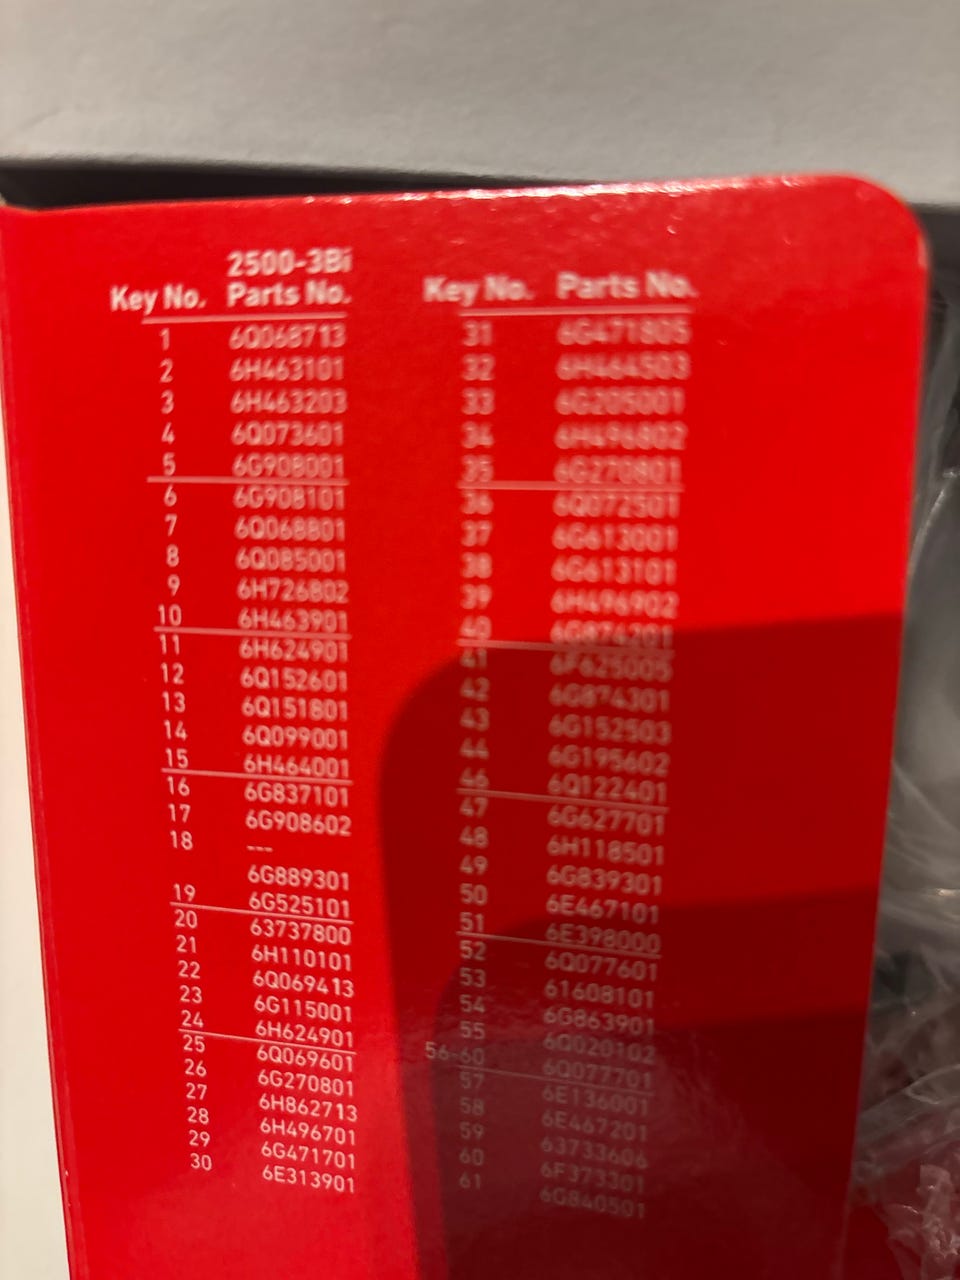 2500-3Bi
Key No. Parts No.
1 6Q068713
2 6H463101
3 6H463203
4 6Q073601
5 6G908001
6 6G908101
7 6Q068801
8 6Q085001
9 6H726802
10 6H463901
11 6H624901
12 6Q152601
13 6Q151801
14 6Q099001
15 6H464001
16 6G837101
17 6G908602
18 ---
6G889301
19 6G525101
20 63737800
21 6H110101
22 6Q069413
23 6G115001
24 6H624901
25 6Q069601
26 6G270801
27 6H862713
28 6H496701
29 6G471701
30 6E313901
Key No. Parts No.
31 6G471805
32 6H464503
33 6G205001
34 6H496802
35 6G270801
36 6Q072501
37 6G613001
38 6G613101
39 6H496902
40 6G874201
41 6F625005
42 6G874301
43 6G152503
44 6G195602
46 6Q122401
47 6G627701
48 6H118501
49 6G839301
50 6E467101
51 6E398000
52 6Q077601
53 61608101
54 6G863901
55 6Q020102
56-60 6Q077701
57 6E136001
58 6E467201
59 63733606
60 6F373301
61 6G840501